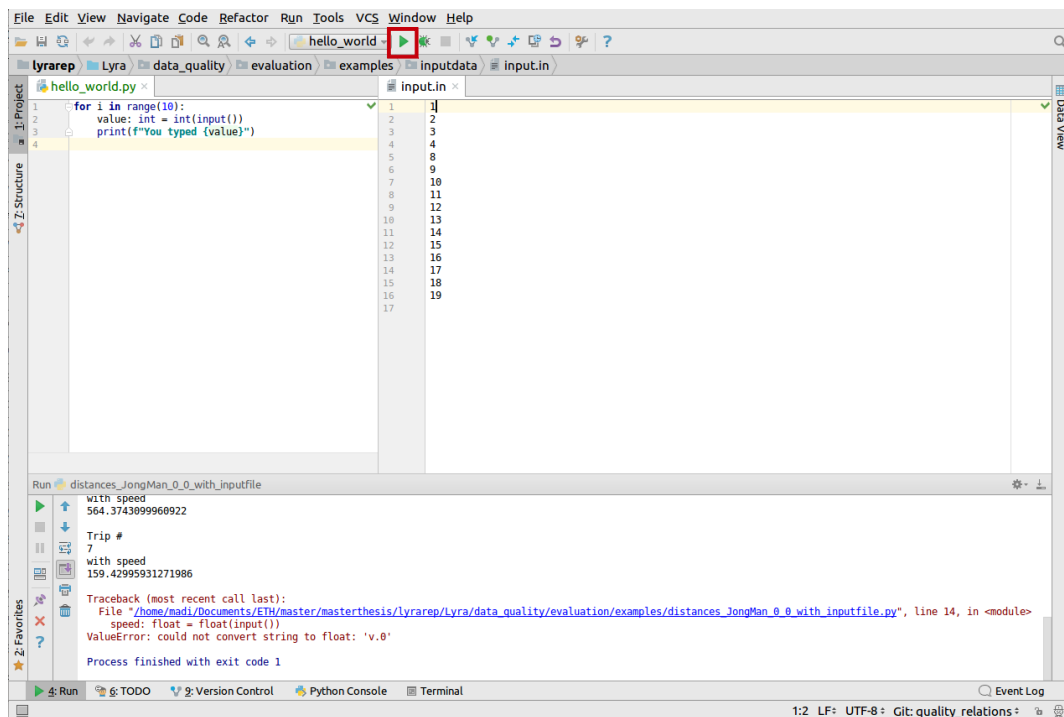 File Edit View Navigate Code Refactor Run Tools VCS Window Help
hello_world
lyrarep Lyra data_quality evaluation examples inputdata input.in
1: Project
7: Structure
2: Favorites
hello_world.py
1 for i in range(10):
2 value: int = int(input())
3 print(f"You typed {value}")
4
input.in
1 1
2 2
3 3
4 4
5 8
6 9
7 10
8 11
9 12
10 13
11 14
12 15
13 16
14 17
15 18
16 19
17
Data View
Run distances_JongMan_0_0_with_inputfile
with speed
564.3743099960922
Trip #
7
with speed
159.42995931271986
Traceback (most recent call last):
File "/home/madi/Documents/ETH/master/masterthesis/lyrarep/Lyra/data_quality/evaluation/examples/distances_JongMan_0_0_with_inputfile.py", line 14, in <module>
speed: float = float(input())
ValueError: could not convert string to float: 'v.0'
Process finished with exit code 1
4: Run 6: TODO 9: Version Control Python Console Terminal Event Log
1:2 LF÷ UTF-8÷ Git: quality_relations÷